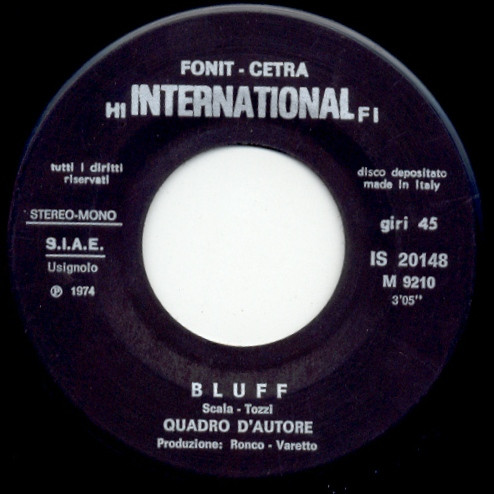 FONIT - CETRA
HI INTERNATIONAL FI
tutti i diritti
riservati
STEREO-MONO
S.I.A.E.
Usignolo
℗ 1974
disco depositato
made in Italy
giri 45
IS 20148
M 9210
3'05"
BLUFF
Scala - Tozzi
QUADRO D'AUTORE
Produzione: Ronco - Varetto